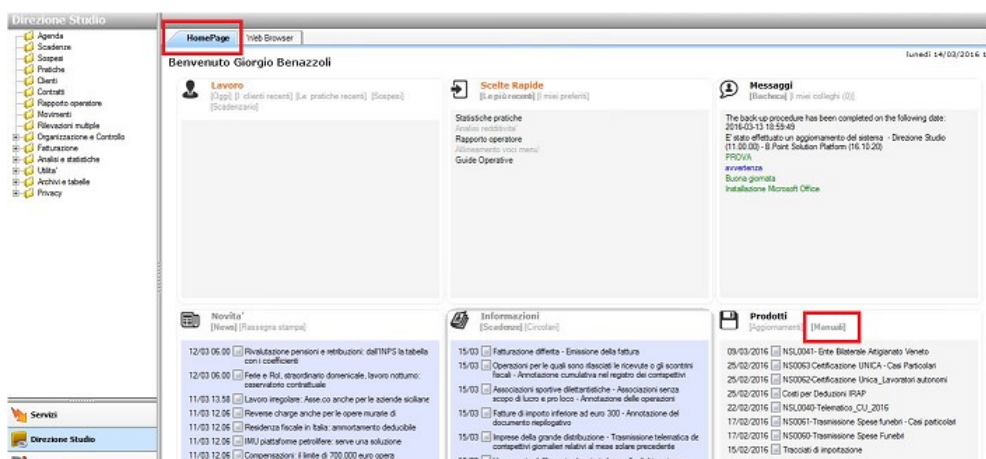 Direzione Studio
Agenda
Scadenze
Sospesi
Pratiche
Clienti
Contratti
Rapporto operatore
Movimenti
Rilevazioni multiple
Organizzazione e Controllo
Fatturazione
Analisi e statistiche
Utilita'
Archivi e tabelle
Privacy
Servizi
Direzione Studio
HomePage
Web Browser
Benvenuto Giorgio Benazzoli
lunedì 14/03/2016 1
Lavoro
[Oggi] [I clienti recenti] [Le pratiche recenti] [Sospesi]
[Scadenzario]
Scelte Rapide
[Le più recenti] [I miei preferiti]
Statistiche pratiche
Analisi redditivita'
Rapporto operatore
Allineamento voci menu'
Guide Operative
Messaggi
[Bacheca] [I miei colleghi (0)]
The back up procedure has been completed on the following date:
2016-03-13 18:59:49
E' stato effettuato un aggiornamento del sistema - Direzione Studio
(11.00.00) - B.Point Solution Platform (16.10.20)
PROVA
avvertenza
Buona giornata
Installazione Microsoft Office
Novita'
[News] [Rassegna stampa]
12/03 06.00 Rivalutazione pensioni e retribuzioni: dall'INPS la tabella
con i coefficienti
12/03 06.00 Ferie e Rol, straordinario domenicale, lavoro notturno:
osservatorio contrattuale
11/03 13.58 Lavoro irregolare: Asse.co anche per le aziende siciliane
11/03 12.06 Reverse charge anche per le opere murarie di
11/03 12.06 Residenza fiscale in Italia: ammortamento deducibile
11/03 12.06 IMU piattaforme petrolifere: serve una soluzione
11/03 12.06 Compensazioni: il limite di 700.000 euro opera
Informazioni
[Scadenze] [Circolari]
15/03 Fatturazione differita - Emissione della fattura
15/03 Operazioni per le quali sono rilasciati le ricevute o gli scontrini
fiscali - Annotazione cumulativa nel registro dei corrispettivi
15/03 Associazioni sportive dilettantistiche - Associazioni senza
scopo di lucro e pro loco - Annotazione delle operazioni
15/03 Fatture di importo inferiore ad euro 300 - Annotazione del
documento riepilogativo
15/03 Imprese della grande distribuzione - Trasmissione telematica dei
corrispettivi giornalieri relativi al mese solare precedente
Prodotti
[Aggiornamenti] [Manuali]
09/03/2016 NSL0041- Ente Bilaterale Artigianato Veneto
25/02/2016 NS0063 Certificazione UNICA - Casi Particolari
25/02/2016 NS0062-Certificazione Unica_Lavoratori autonomi
25/02/2016 Costi per Deduzioni IRAP
22/02/2016 NSL0040-Telematico_CU_2016
17/02/2016 NS0061-Trasmissione Spese funebri - Casi particolari
17/02/2016 NS0060-Trasmissione Spese Funebri
15/02/2016 Tracciati di importazione